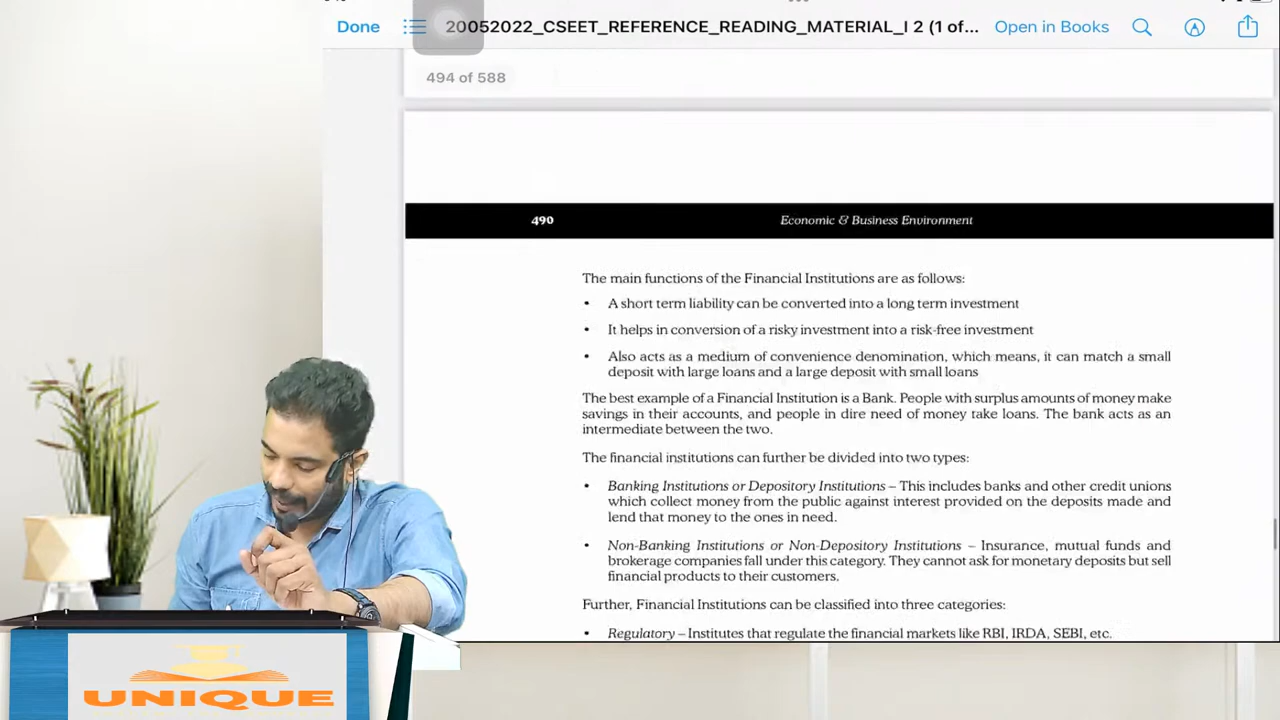 Done
20052022_CSEET_REFERENCE_READING_MATERIAL_I 2 (1 of...
Open in Books
494 of 588
490
Economic & Business Environment
The main functions of the Financial Institutions are as follows:
• A short term liability can be converted into a long term investment
• It helps in conversion of a risky investment into a risk-free investment
• Also acts as a medium of convenience denomination, which means, it can match a small
deposit with large loans and a large deposit with small loans
The best example of a Financial Institution is a Bank. People with surplus amounts of money make
savings in their accounts, and people in dire need of money take loans. The bank acts as an
intermediate between the two.
The financial institutions can further be divided into two types:
• Banking Institutions or Depository Institutions – This includes banks and other credit unions
which collect money from the public against interest provided on the deposits made and
lend that money to the ones in need.
• Non-Banking Institutions or Non-Depository Institutions – Insurance, mutual funds and
brokerage companies fall under this category. They cannot ask for monetary deposits but sell
financial products to their customers.
Further, Financial Institutions can be classified into three categories:
• Regulatory – Institutes that regulate the financial markets like RBI, IRDA, SEBI, etc.
UNIQUE